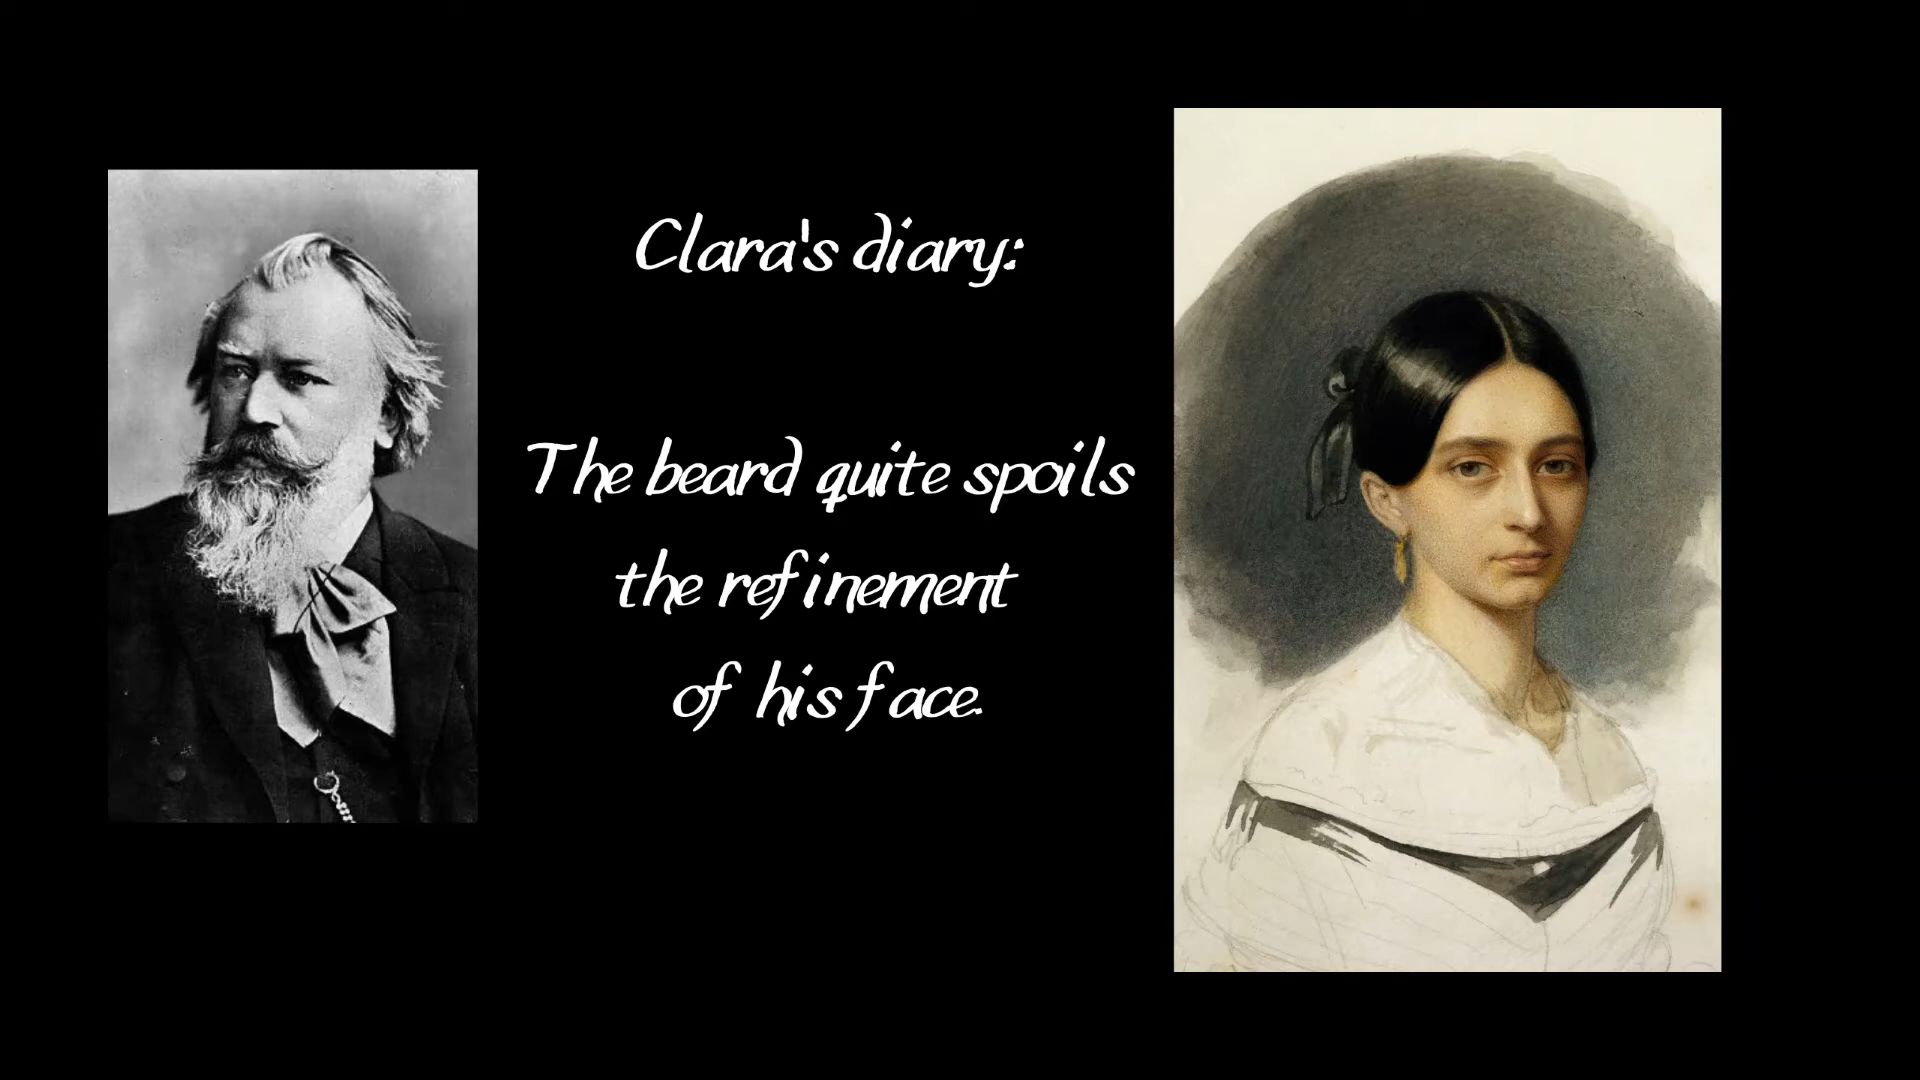 Clara's diary:
The beard quite spoils
the refinement
of his face.